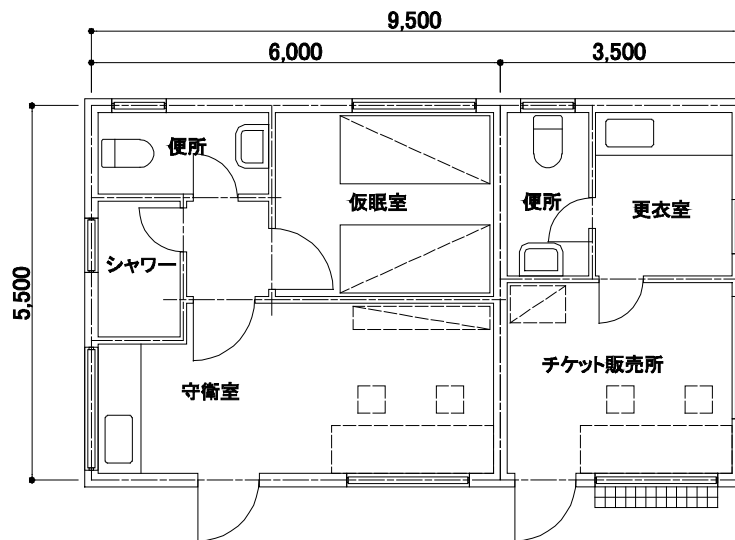 9,500
6,000
3,500
5,500
便所
仮眠室
便所
更衣室
シャワー
守衛室
チケット販売所